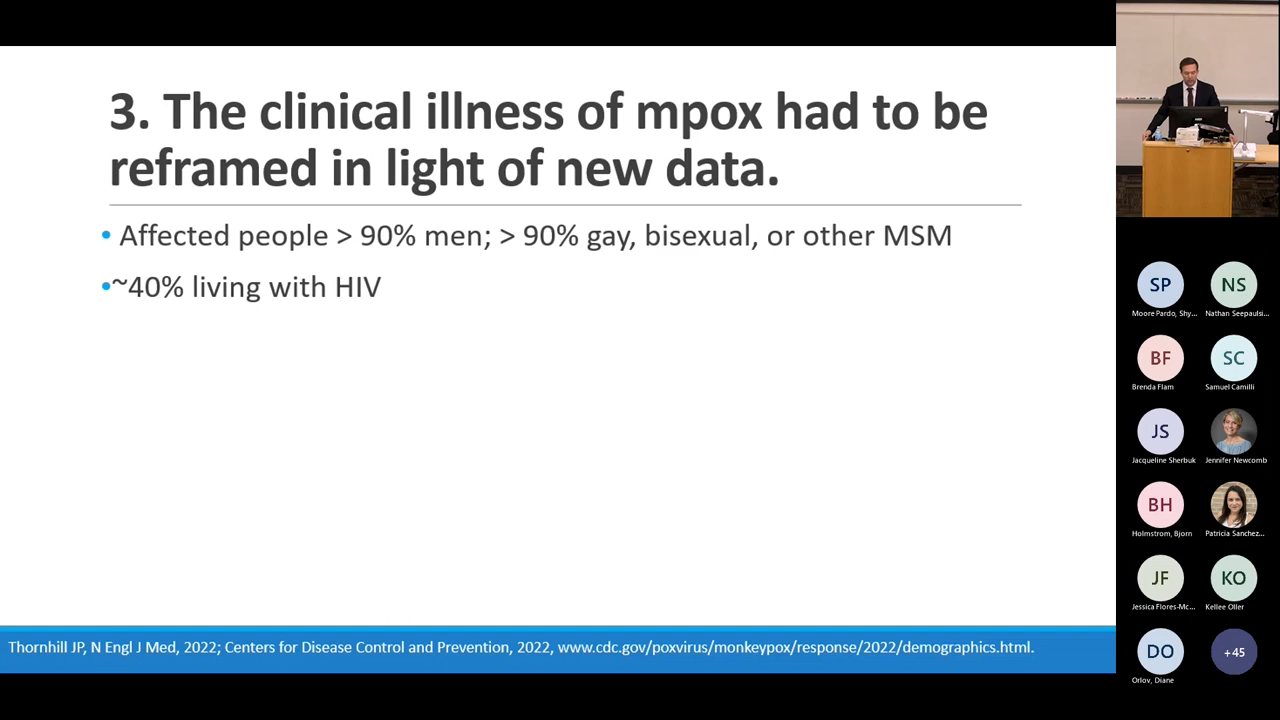 3. The clinical illness of mpox had to be
reframed in light of new data.
• Affected people > 90% men; > 90% gay, bisexual, or other MSM
•~40% living with HIV
Thornhill JP, N Engl J Med, 2022; Centers for Disease Control and Prevention, 2022, www.cdc.gov/poxvirus/monkeypox/response/2022/demographics.html.
SP
NS
Moore Pardo, Shy...
Nathan Seepaulsi...
BF
SC
Brenda Flam
Samuel Camilli
JS
Jacqueline Sherbuk
Jennifer Newcomb
BH
Holmstrom, Bjorn
Patricia Sanchez...
JF
KO
Jessica Flores-Mc...
Kellee Oller
DO
+45
Orlov, Diane